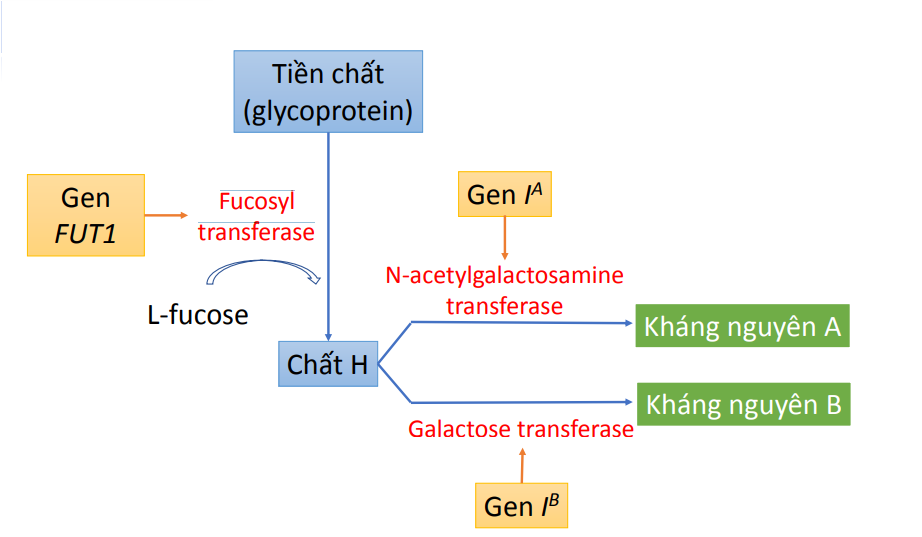 Tiền chất
(glycoprotein)
Gen
FUT1
Fucosyl
transferase
L-fucose
Gen I^A
N-acetylgalactosamine
transferase
Kháng nguyên A
Chất H
Kháng nguyên B
Galactose transferase
Gen I^B